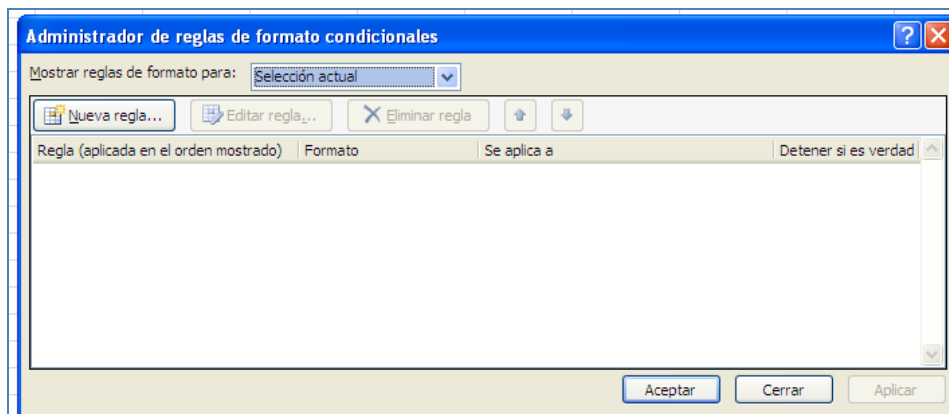 Administrador de reglas de formato condicionales
Mostrar reglas de formato para: Selección actual
Nueva regla... Editar regla... Eliminar regla
Regla (aplicada en el orden mostrado) Formato Se aplica a Detener si es verdad
Aceptar Cerrar Aplicar